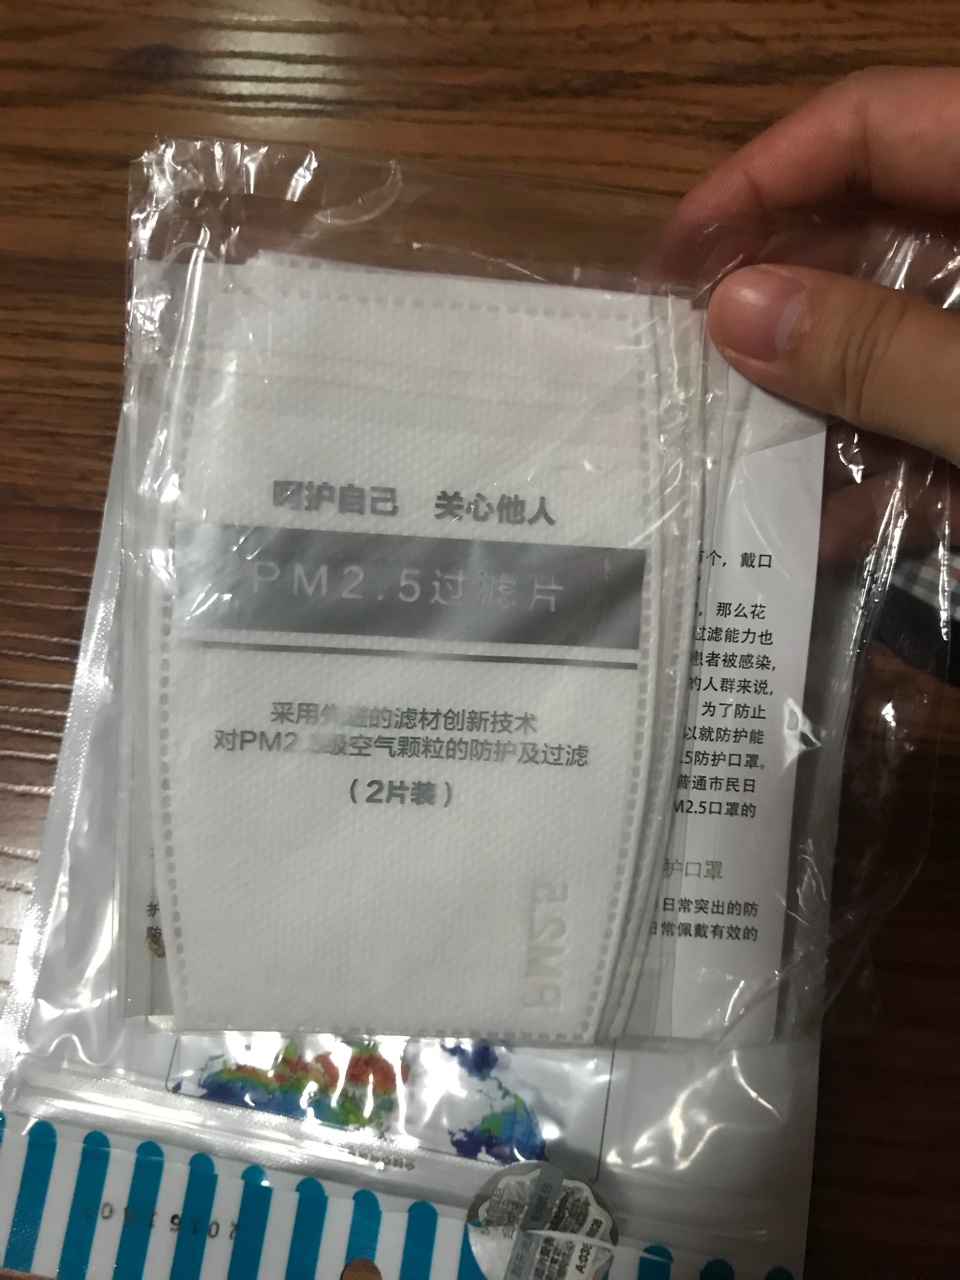 呵护自己 关心他人
PM2.5过滤片
采用先进的滤材创新技术
对PM2.5级空气颗粒的防护及过滤
（2片装）
PM2.5
个，戴口
，那么花
过滤能力也
患者被感染，
的人群来说，
为了防止
以就防护能
.5防护口罩。
普通市民日
M2.5口罩的
护口罩
日常突出的防
常佩戴有效的